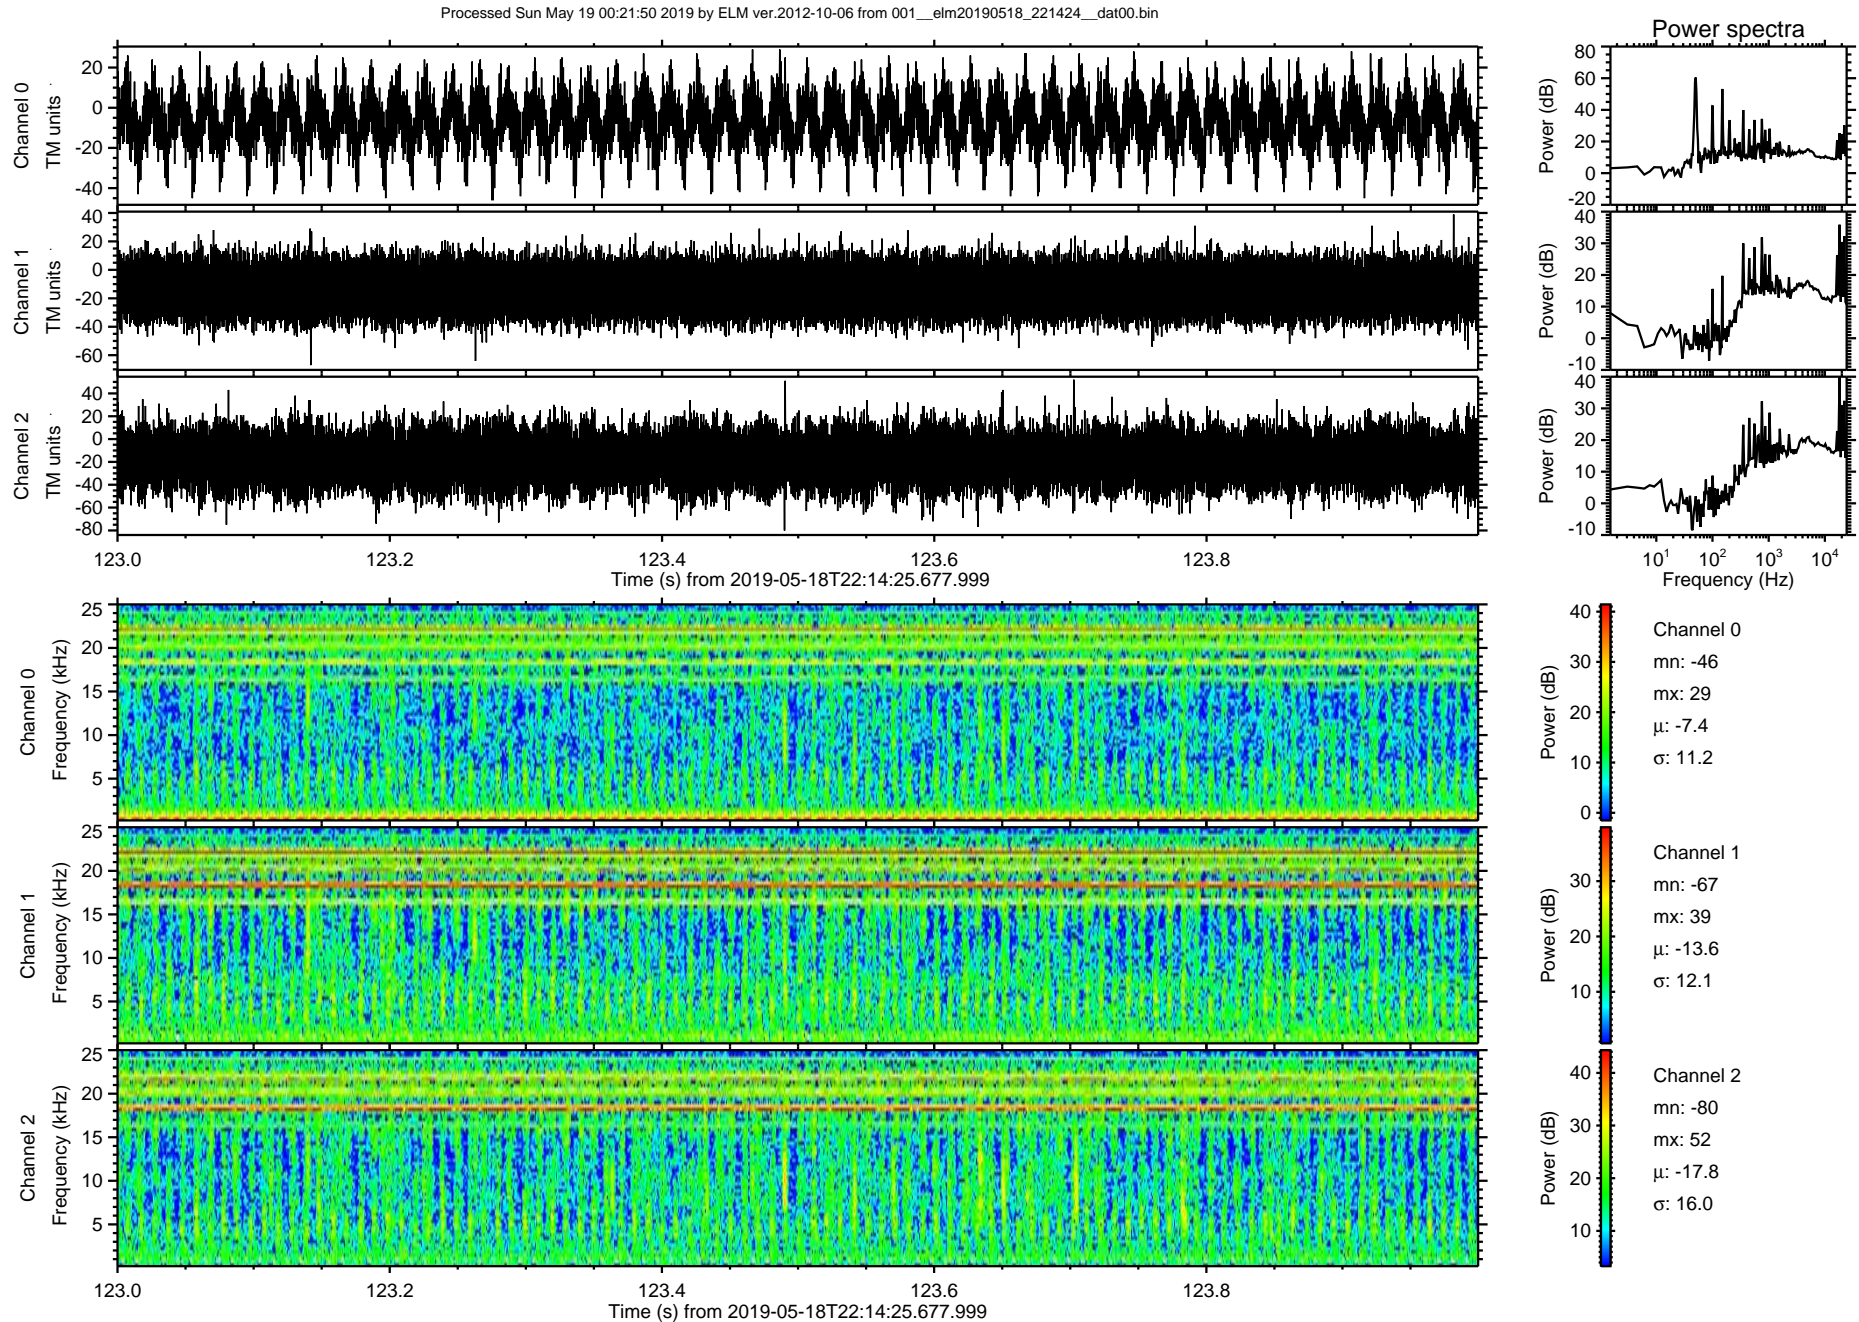 Processed Sun May 19 00:21:50 2019 by ELM ver.2012-10-06 from 001__elm20190518_221424__dat00.bin
Power spectra
Channel 0
TM units
20
0
-20
-40
Power (dB)
80
60
40
20
0
-20
Channel 1
TM units
40
20
0
-20
-40
-60
Power (dB)
40
30
20
10
0
-10
Channel 2
TM units
40
20
0
-20
-40
-60
-80
Power (dB)
40
30
20
10
0
-10
123.0 123.2 123.4 123.6 123.8
Time (s) from 2019-05-18T22:14:25.677.999
10¹ 10² 10³ 10⁴
Frequency (Hz)
Channel 0
Frequency (kHz)
25
20
15
10
5
Power (dB)
40
30
20
10
0
Channel 0
mn: -46
mx: 29
μ: -7.4
σ: 11.2
Channel 1
Frequency (kHz)
25
20
15
10
5
Power (dB)
30
20
10
Channel 1
mn: -67
mx: 39
μ: -13.6
σ: 12.1
Channel 2
Frequency (kHz)
25
20
15
10
5
Power (dB)
40
30
20
10
Channel 2
mn: -80
mx: 52
μ: -17.8
σ: 16.0
123.0 123.2 123.4 123.6 123.8
Time (s) from 2019-05-18T22:14:25.677.999